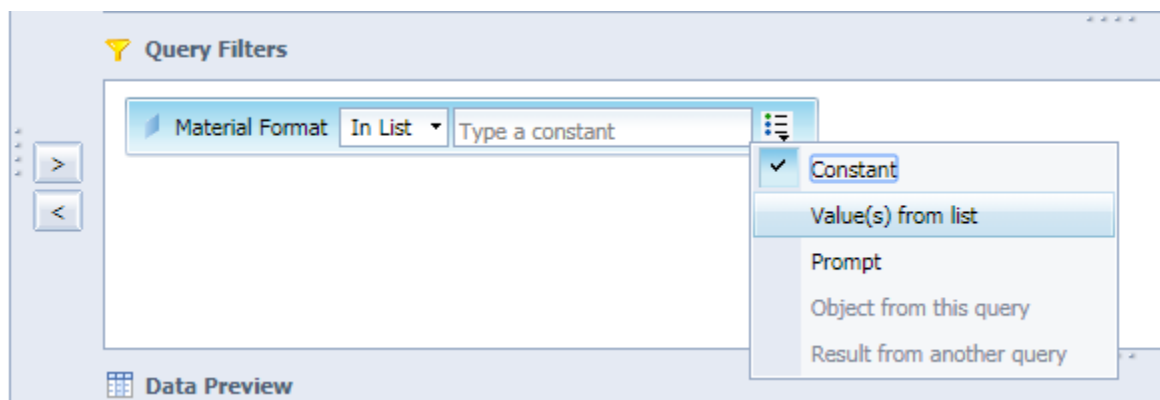 Query Filters
Material Format In List Type a constant
Constant
>
Value(s) from list
<
Prompt
Object from this query
Result from another query
Data Preview